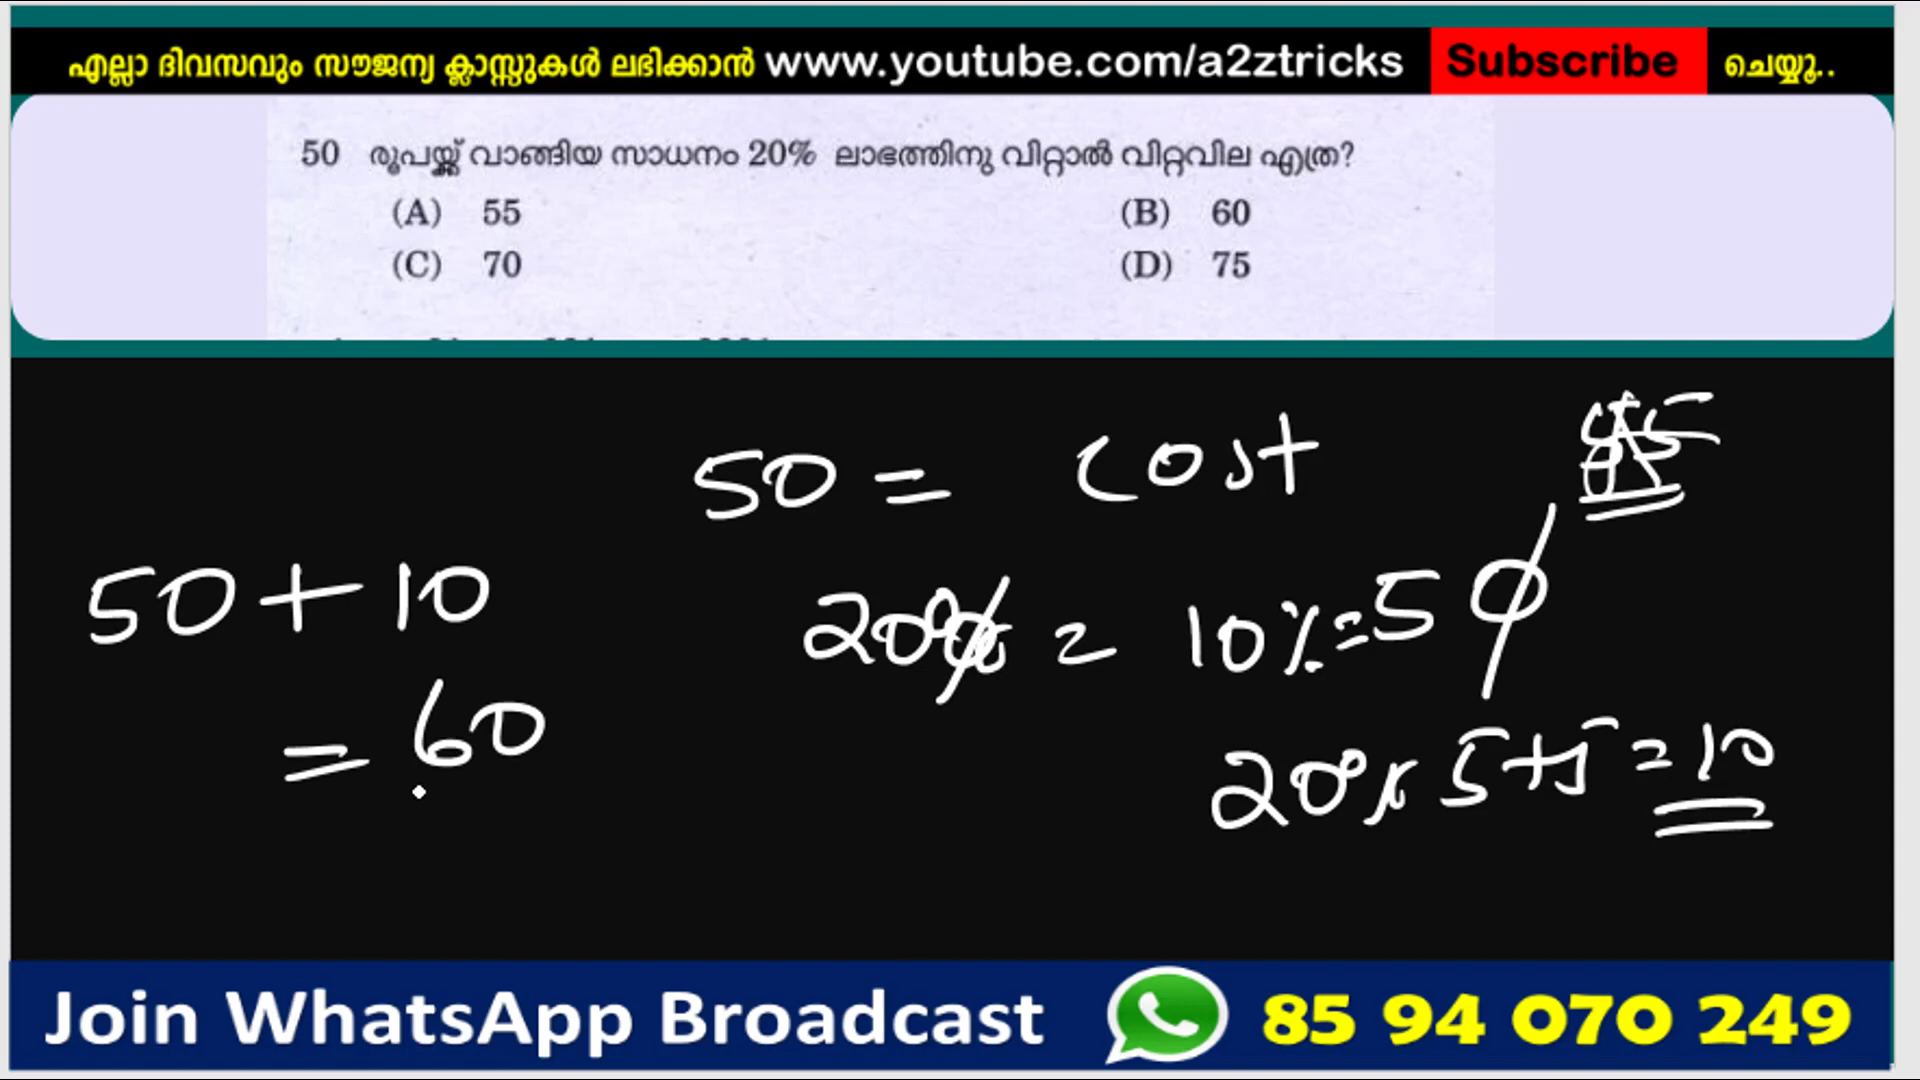 എല്ലാ ദിവസവും സൗജന്യ ക്ലാസ്സുകൾ ലഭിക്കാൻ www.youtube.com/a2ztricks Subscribe ചെയ്യൂ..
50 രൂപയ്ക്ക് വാങ്ങിയ സാധനം 20% ലാഭത്തിനു വിറ്റാൽ വിറ്റവില എത്ര?
(A) 55 (B) 60
(C) 70 (D) 75
50 = cost
50 + 10
20% = 10% = 50
= 60
20% 5+5 = 10
Join WhatsApp Broadcast 85 94 070 249